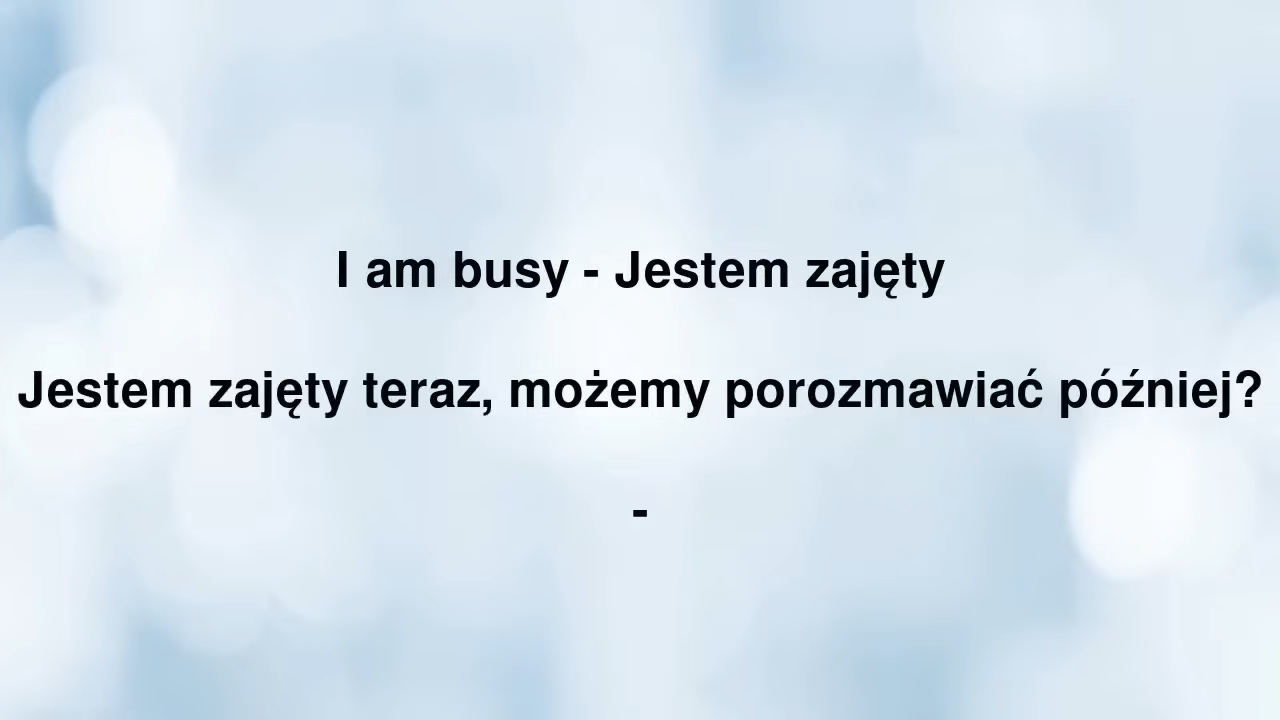 I am busy - Jestem zajęty
Jestem zajęty teraz, możemy porozmawiać później?
-